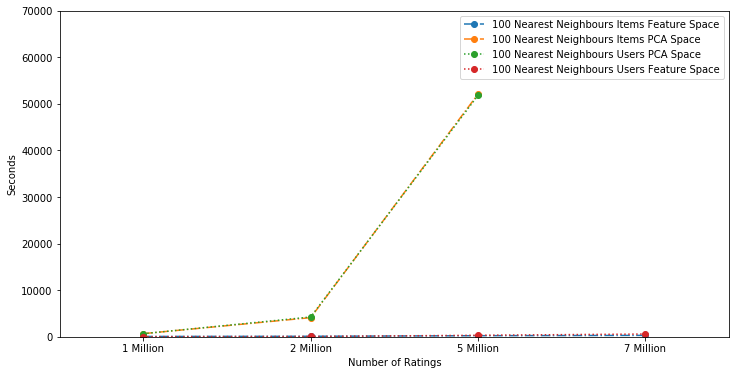 70000
60000
50000
40000
30000
20000
10000
0
Seconds
100 Nearest Neighbours Items Feature Space
100 Nearest Neighbours Items PCA Space
100 Nearest Neighbours Users PCA Space
100 Nearest Neighbours Users Feature Space
1 Million 2 Million 5 Million 7 Million
Number of Ratings